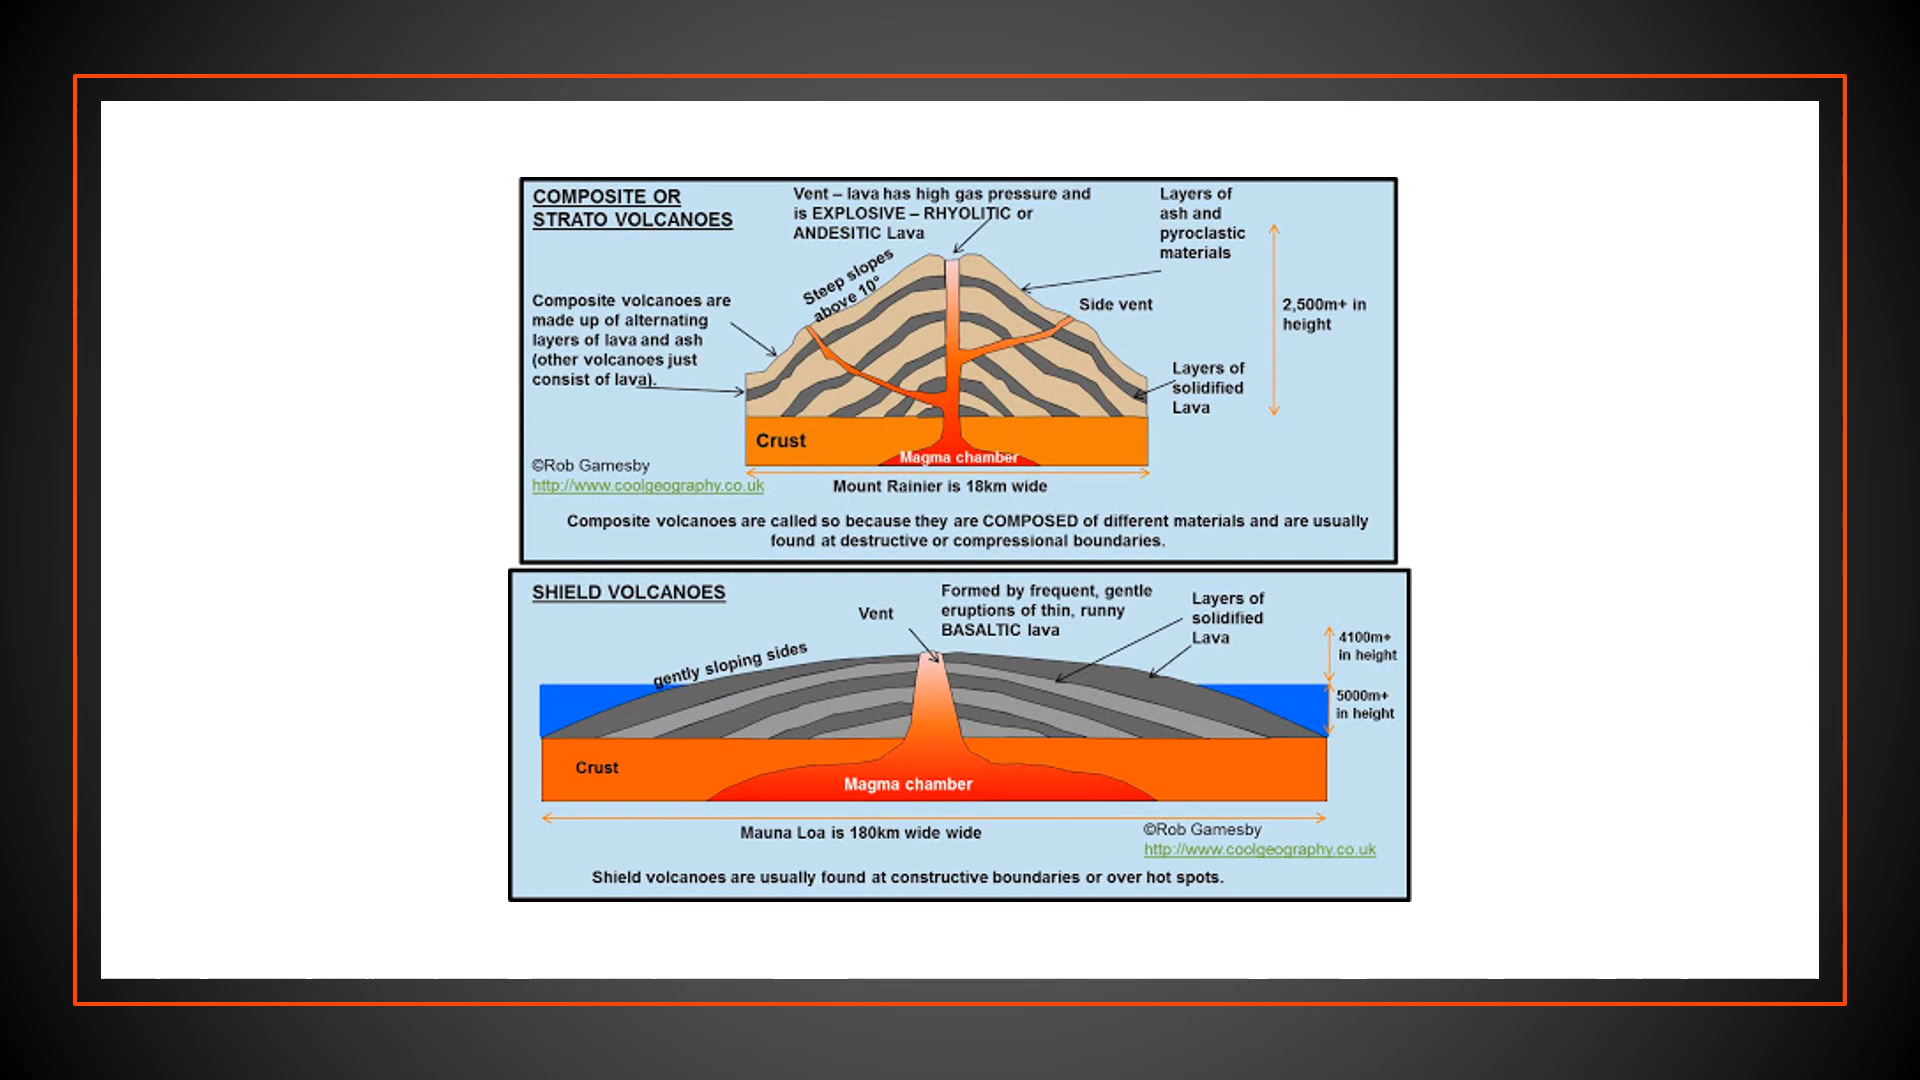 COMPOSITE OR
STRATO VOLCANOES
Vent – lava has high gas pressure and
is EXPLOSIVE – RHYOLITIC or
ANDESITIC Lava
Layers of
ash and
pyroclastic
materials
Steep slopes
above 10°
Composite volcanoes are
made up of alternating
layers of lava and ash
(other volcanoes just
consist of lava).
Side vent
2,500m+ in
height
Layers of
solidified
Lava
Crust
Magma chamber
©Rob Gamesby
http://www.coolgeography.co.uk
Mount Rainier is 18km wide
Composite volcanoes are called so because they are COMPOSED of different materials and are usually
found at destructive or compressional boundaries.
SHIELD VOLCANOES
Vent
Formed by frequent, gentle
eruptions of thin, runny
BASALTIC lava
Layers of
solidified
Lava
gently sloping sides
4100m+
in height
5000m+
in height
Crust
Magma chamber
Mauna Loa is 180km wide wide
©Rob Gamesby
http://www.coolgeography.co.uk
Shield volcanoes are usually found at constructive boundaries or over hot spots.